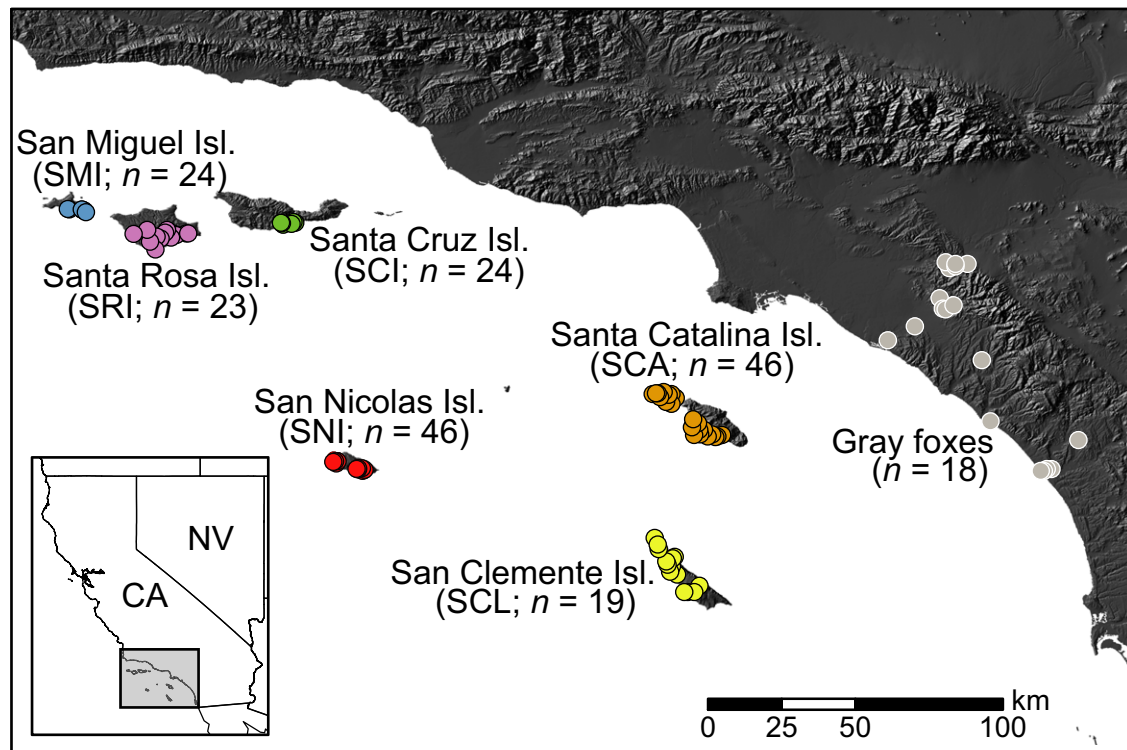 San Miguel Isl.
(SMI; n = 24)
Santa Rosa Isl.
(SRI; n = 23)
Santa Cruz Isl.
(SCI; n = 24)
Santa Catalina Isl.
(SCA; n = 46)
San Nicolas Isl.
(SNI; n = 46)
Gray foxes
(n = 18)
San Clemente Isl.
(SCL; n = 19)
NV
CA
km
0 25 50 100